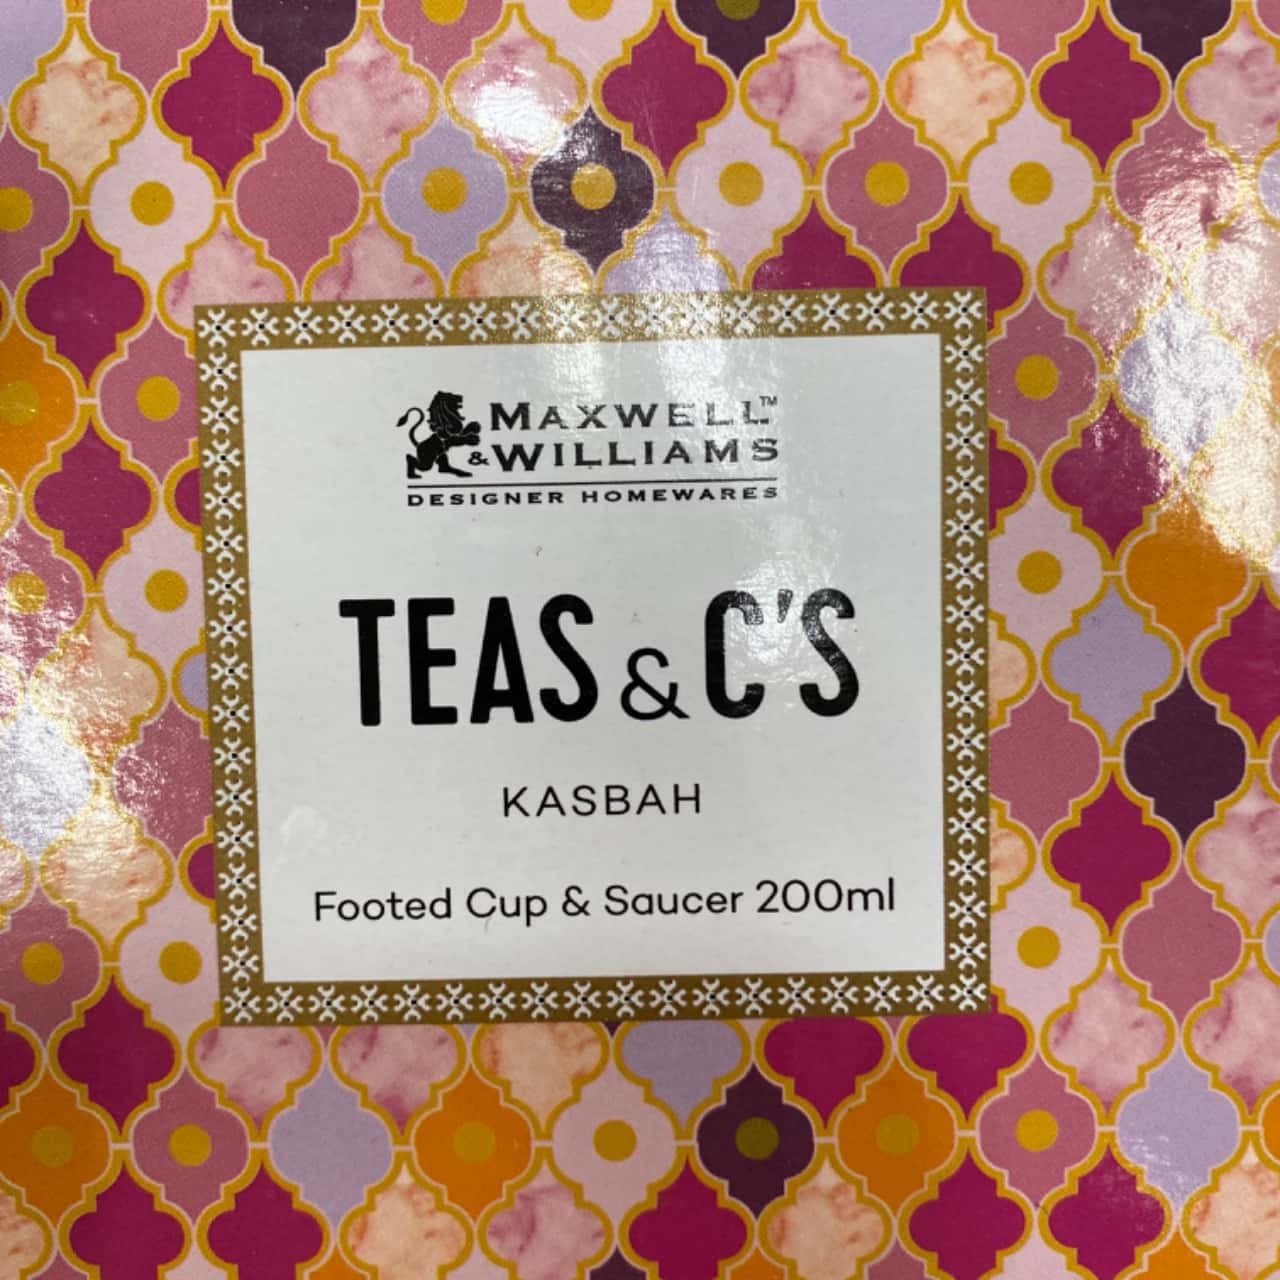 MAXWELL™
& WILLIAMS
DESIGNER HOMEWARES
TEAS & C'S
KASBAH
Footed Cup & Saucer 200ml